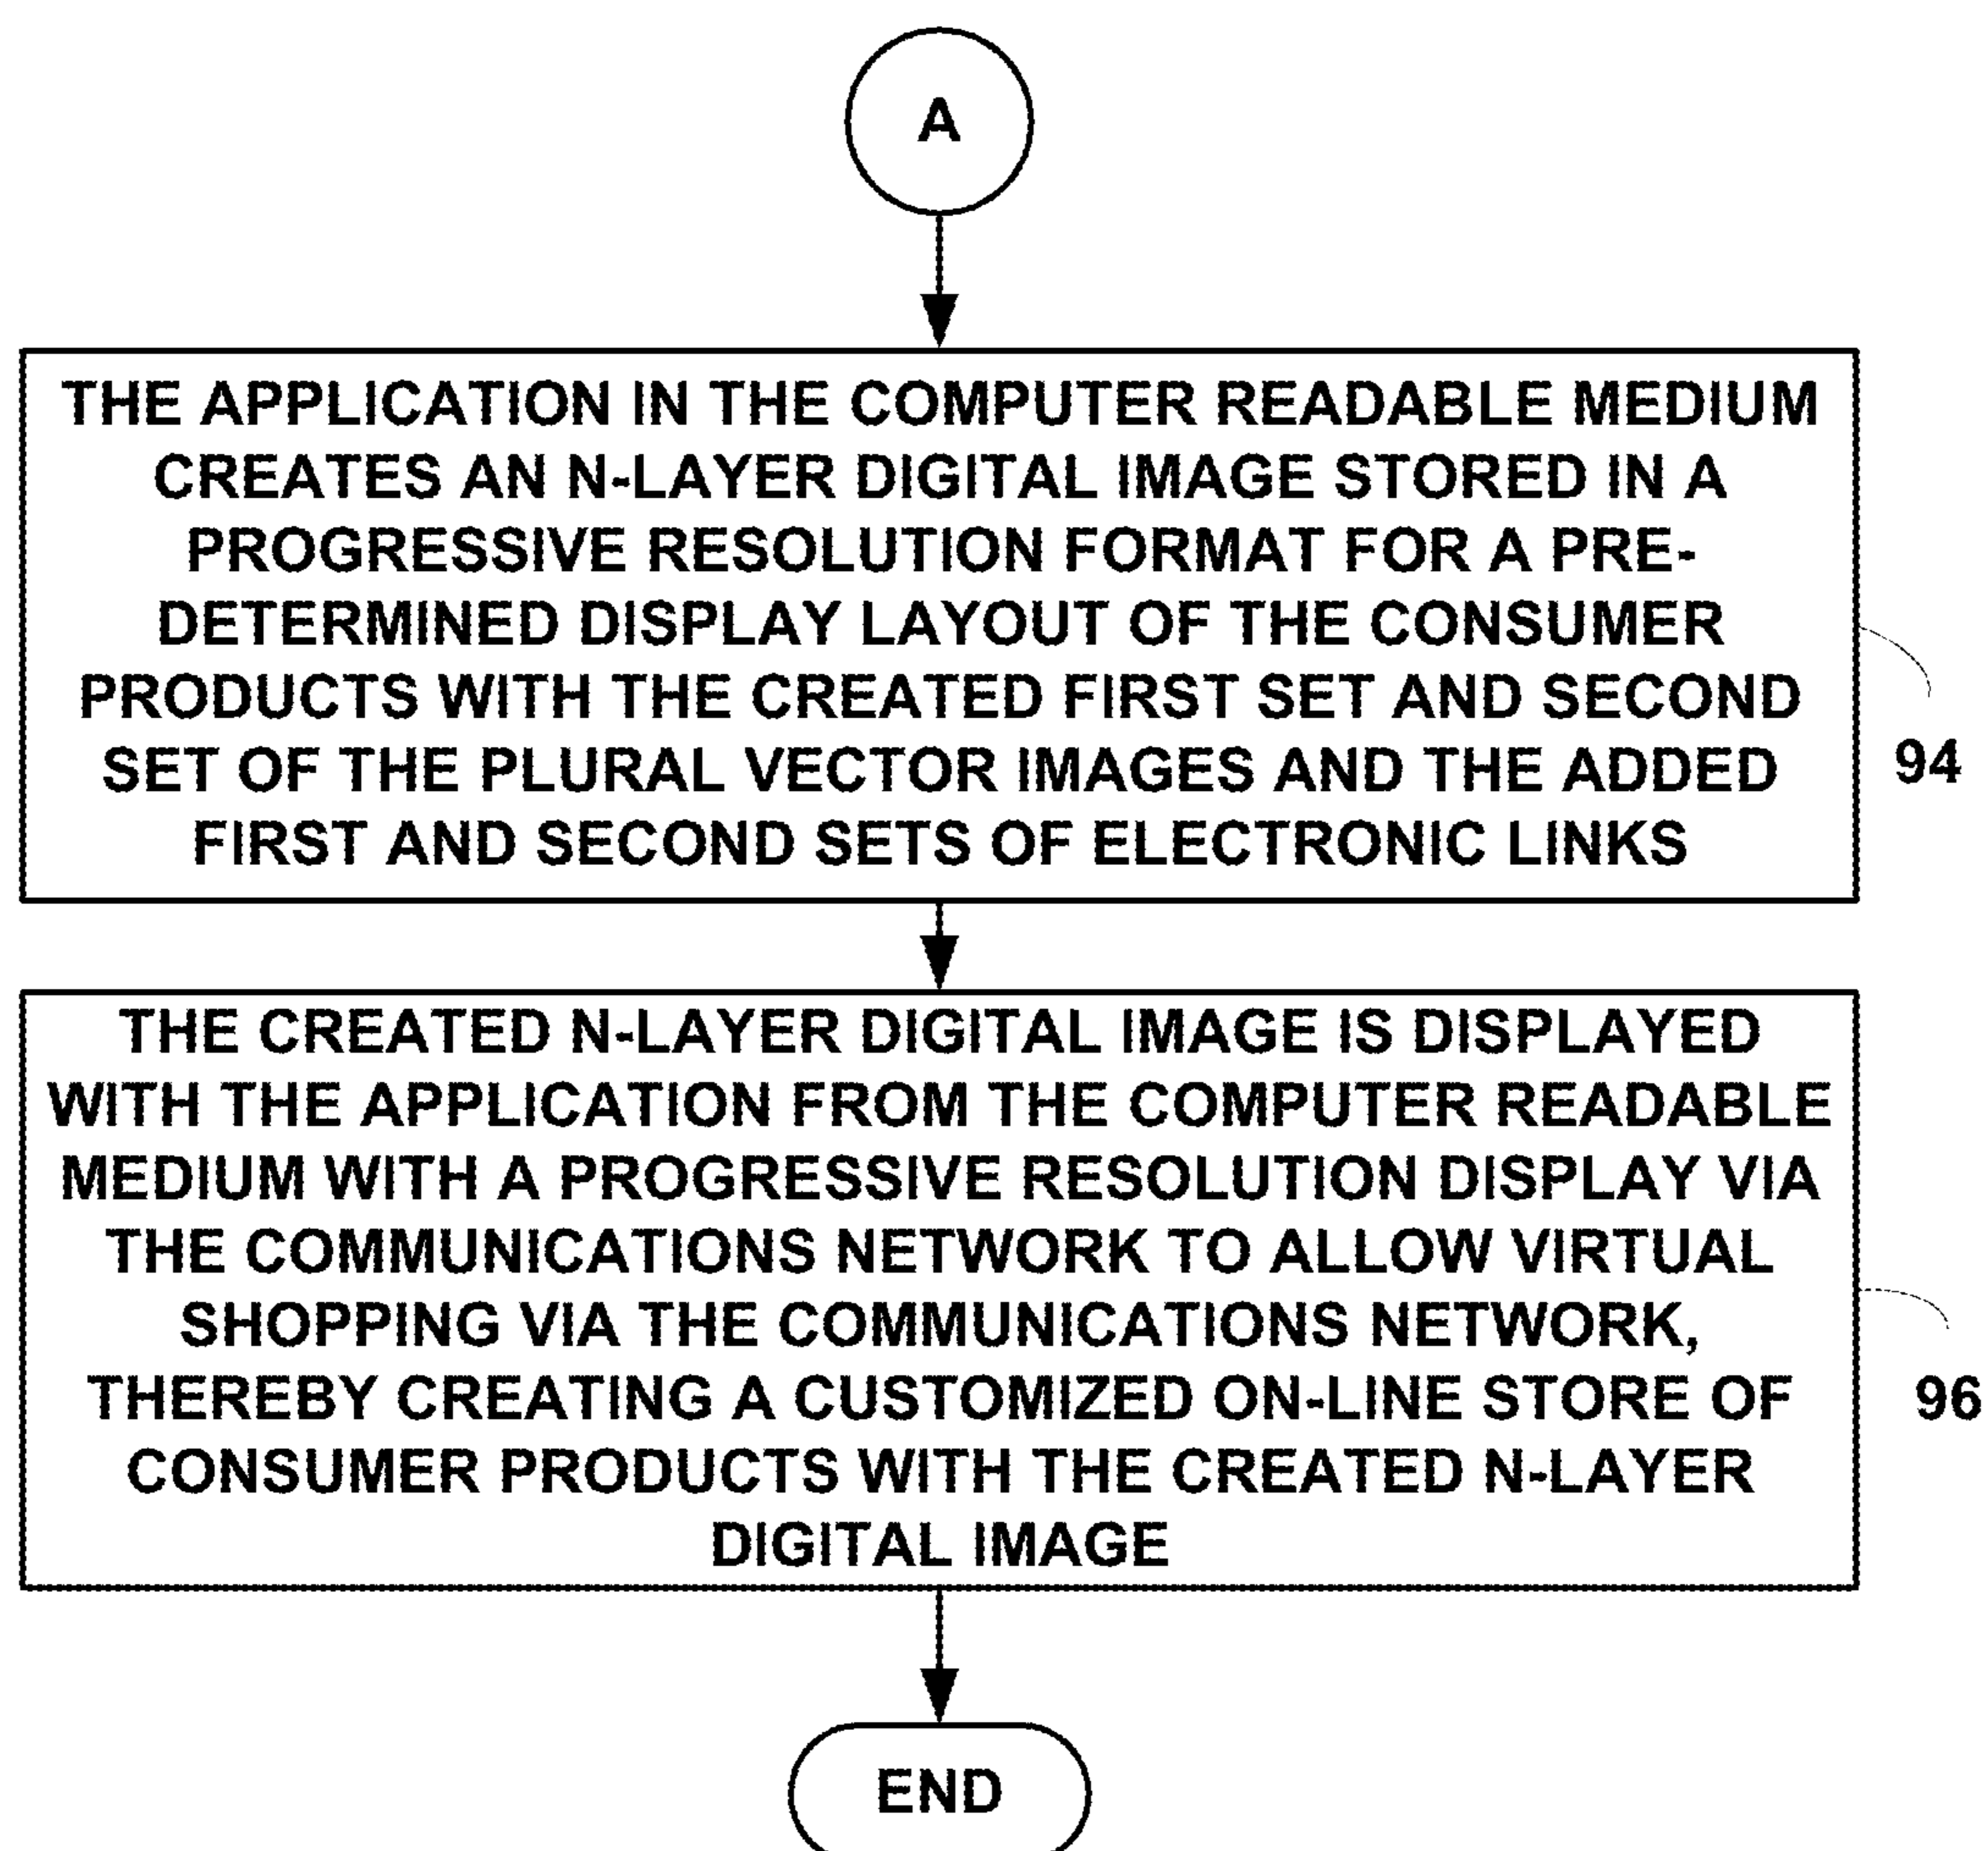 A
THE APPLICATION IN THE COMPUTER READABLE MEDIUM
CREATES AN N-LAYER DIGITAL IMAGE STORED IN A
PROGRESSIVE RESOLUTION FORMAT FOR A PRE-
DETERMINED DISPLAY LAYOUT OF THE CONSUMER
PRODUCTS WITH THE CREATED FIRST SET AND SECOND
SET OF THE PLURAL VECTOR IMAGES AND THE ADDED
FIRST AND SECOND SETS OF ELECTRONIC LINKS
94
THE CREATED N-LAYER DIGITAL IMAGE IS DISPLAYED
WITH THE APPLICATION FROM THE COMPUTER READABLE
MEDIUM WITH A PROGRESSIVE RESOLUTION DISPLAY VIA
THE COMMUNICATIONS NETWORK TO ALLOW VIRTUAL
SHOPPING VIA THE COMMUNICATIONS NETWORK,
THEREBY CREATING A CUSTOMIZED ON-LINE STORE OF
CONSUMER PRODUCTS WITH THE CREATED N-LAYER
DIGITAL IMAGE
96
END